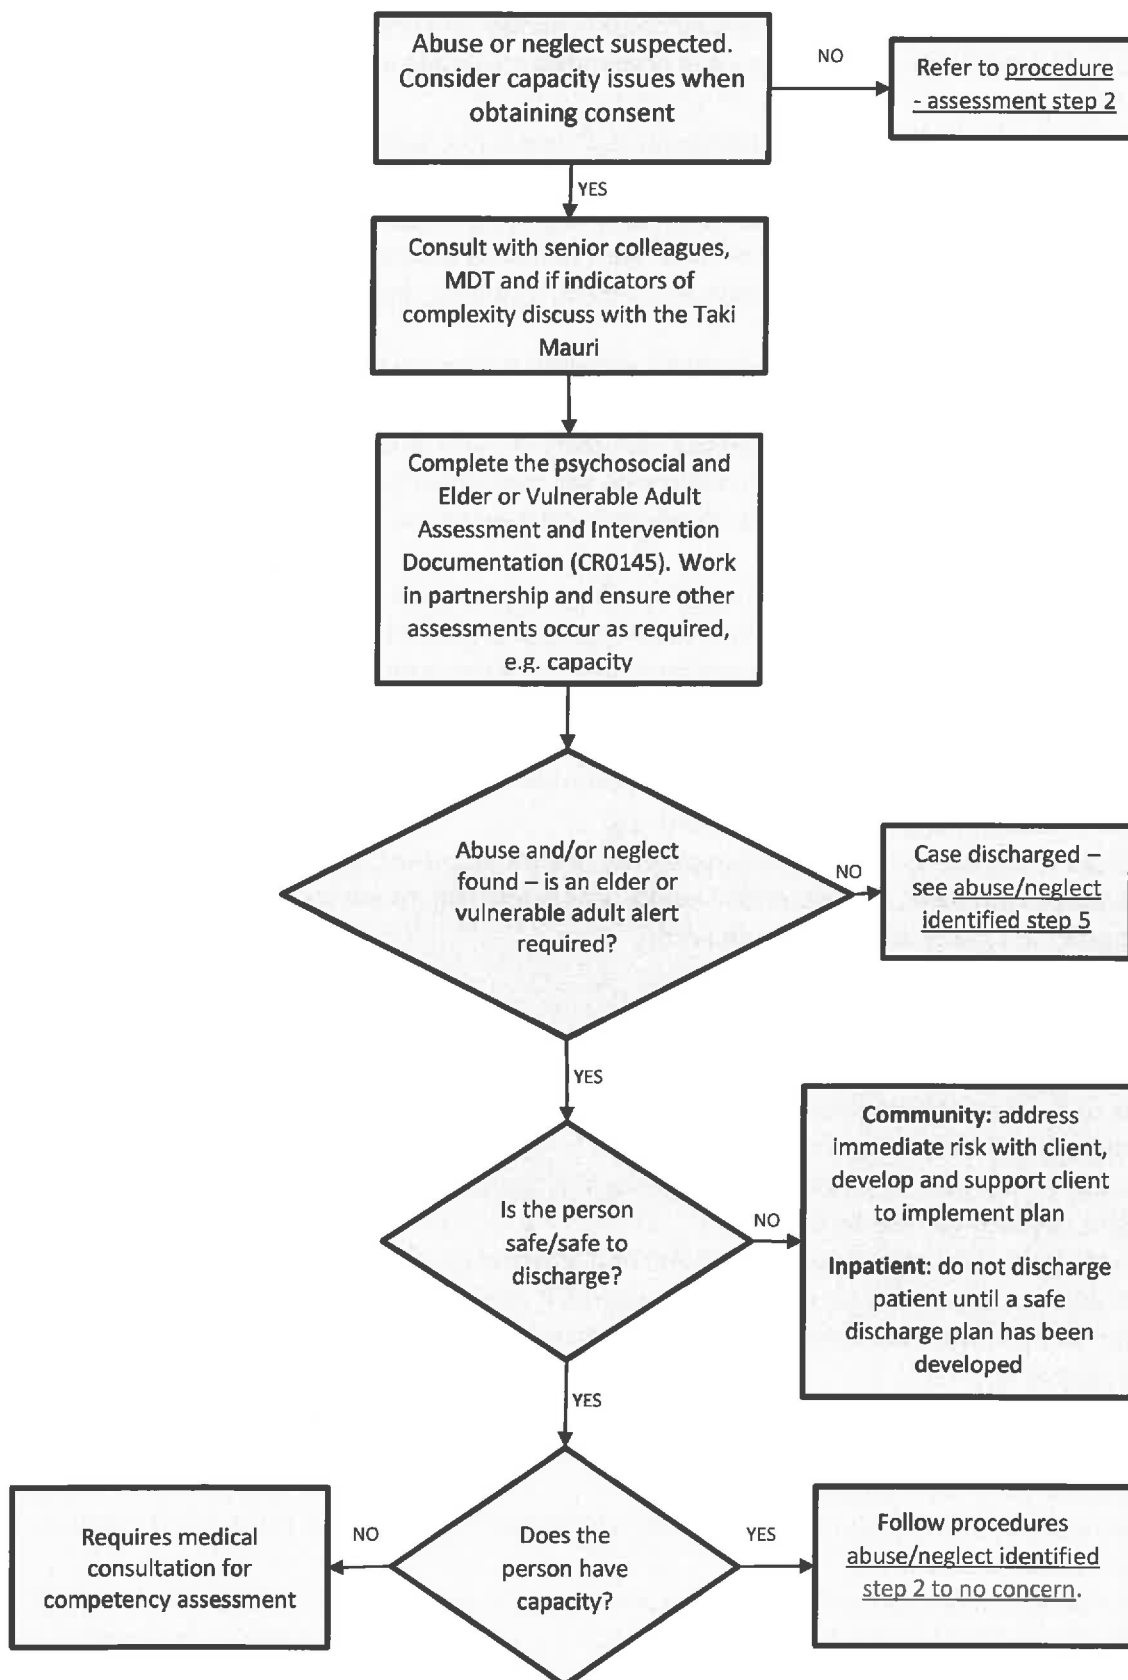 Abuse or neglect suspected.
Consider capacity issues when
obtaining consent
NO
Refer to procedure
- assessment step 2
YES
Consult with senior colleagues,
MDT and if indicators of
complexity discuss with the Taki
Mauri
Complete the psychosocial and
Elder or Vulnerable Adult
Assessment and Intervention
Documentation (CR0145). Work
in partnership and ensure other
assessments occur as required,
e.g. capacity
Abuse and/or neglect
found – is an elder or
vulnerable adult alert
required?
NO
Case discharged –
see abuse/neglect
identified step 5
YES
Is the person
safe/safe to
discharge?
NO
Community: address
immediate risk with client,
develop and support client
to implement plan
Inpatient: do not discharge
patient until a safe
discharge plan has been
developed
YES
Does the
person have
capacity?
NO
Requires medical
consultation for
competency assessment
YES
Follow procedures
abuse/neglect identified
step 2 to no concern.